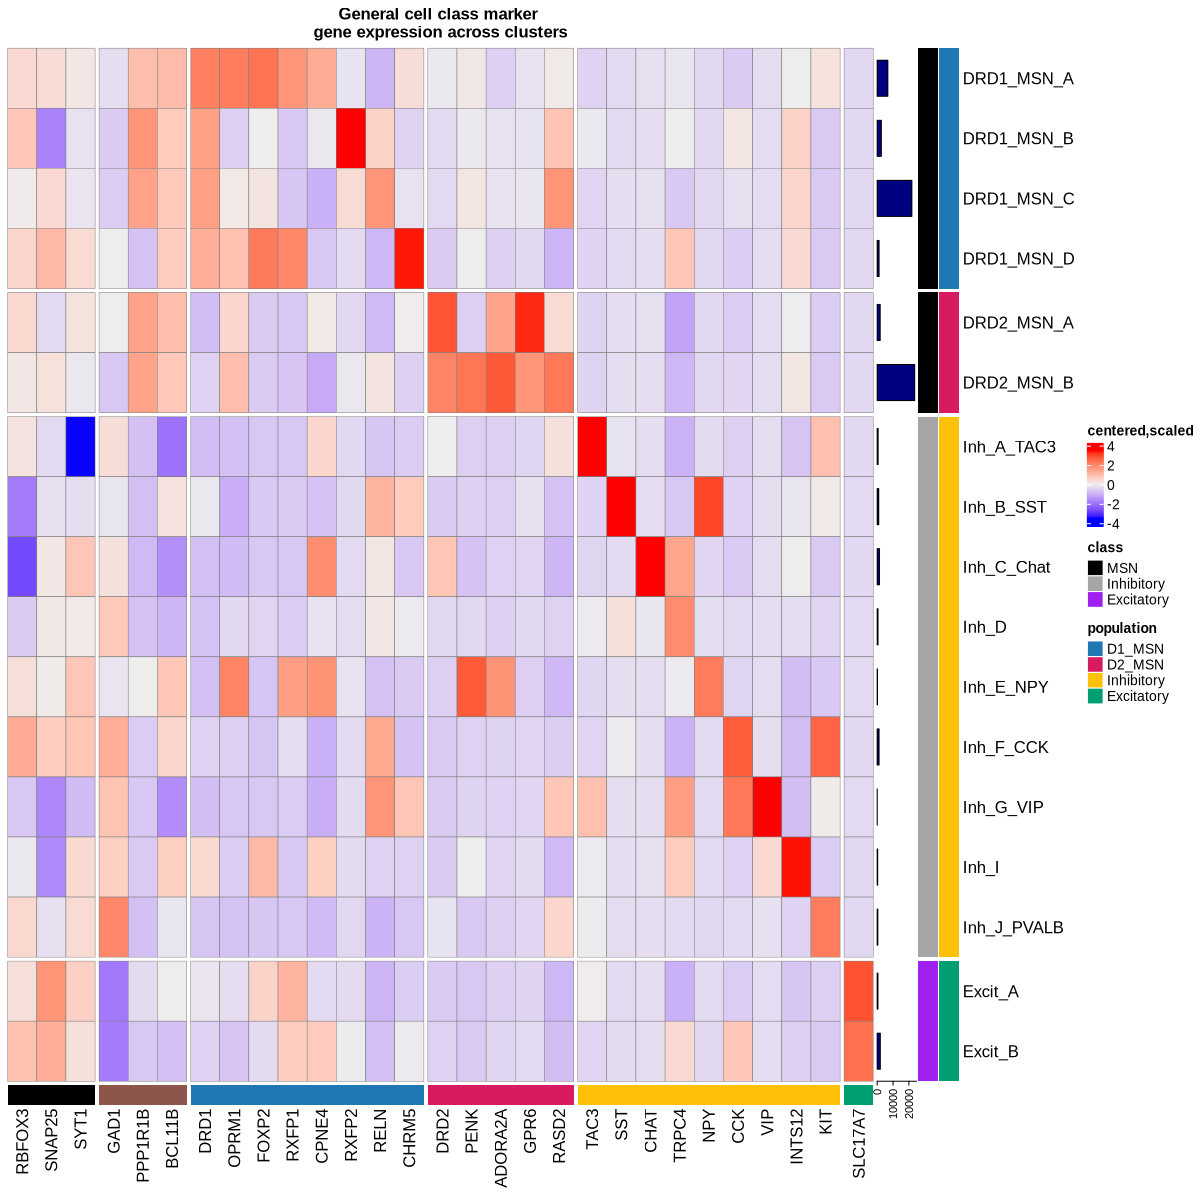 General cell class marker
gene expression across clusters
DRD1_MSN_A
DRD1_MSN_B
DRD1_MSN_C
DRD1_MSN_D
DRD2_MSN_A
DRD2_MSN_B
Inh_A_TAC3
Inh_B_SST
Inh_C_Chat
Inh_D
Inh_E_NPY
Inh_F_CCK
Inh_G_VIP
Inh_I
Inh_J_PVALB
Excit_A
Excit_B
centered,scaled
4
2
0
-2
-4
class
MSN
Inhibitory
Excitatory
population
D1_MSN
D2_MSN
Inhibitory
Excitatory
RBFOX3
SNAP25
SYT1
GAD1
PPP1R1B
BCL11B
DRD1
OPRM1
FOXP2
RXFP1
CPNE4
RXFP2
RELN
CHRM5
DRD2
PENK
ADORA2A
GPR6
RASD2
TAC3
SST
CHAT
TRPC4
NPY
CCK
VIP
INTS12
KIT
SLC17A7
0
10000
20000